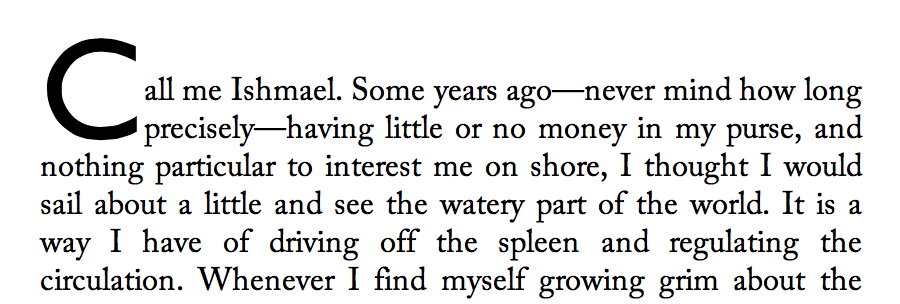 Call me Ishmael. Some years ago—never mind how long
precisely—having little or no money in my purse, and
nothing particular to interest me on shore, I thought I would
sail about a little and see the watery part of the world. It is a
way I have of driving off the spleen and regulating the
circulation. Whenever I find myself growing grim about the